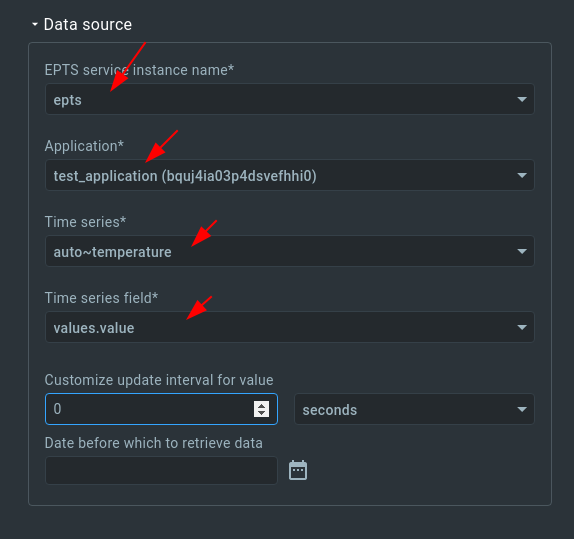 Data source
EPTS service instance name*
epts
Application*
test_application (bquj4ia03p4dsvefhhi0)
Time series*
auto~temperature
Time series field*
values.value
Customize update interval for value
0 seconds
Date before which to retrieve data